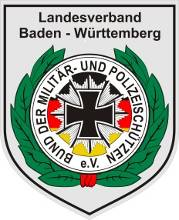 Landesverband
Baden - Württemberg
BUND DER MILITÄR- UND POLIZEISCHÜTZEN
e.V.